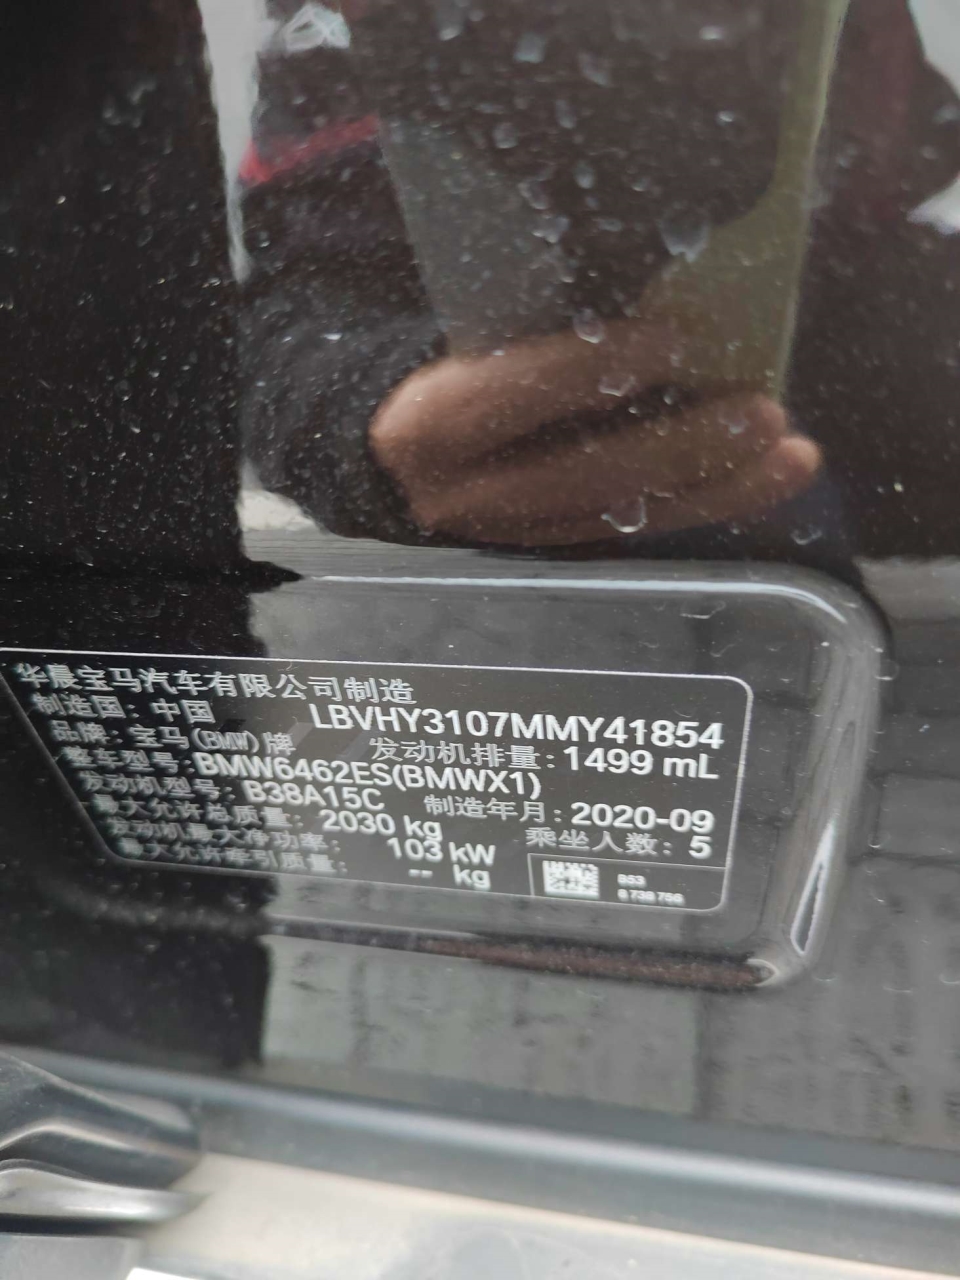 华晨宝马汽车有限公司制造
制造国：中国 LBVHY3107MMY41854
品牌：宝马(BMW)牌 发动机排量：1499 mL
整车型号：BMW6462ES(BMWX1)
发动机型号：B38A15C 制造年月：2020-09
最大允许总质量：2030 kg 乘坐人数：5
发动机最大净功率：103 kW
最大允许牵引质量：-- kg
B53